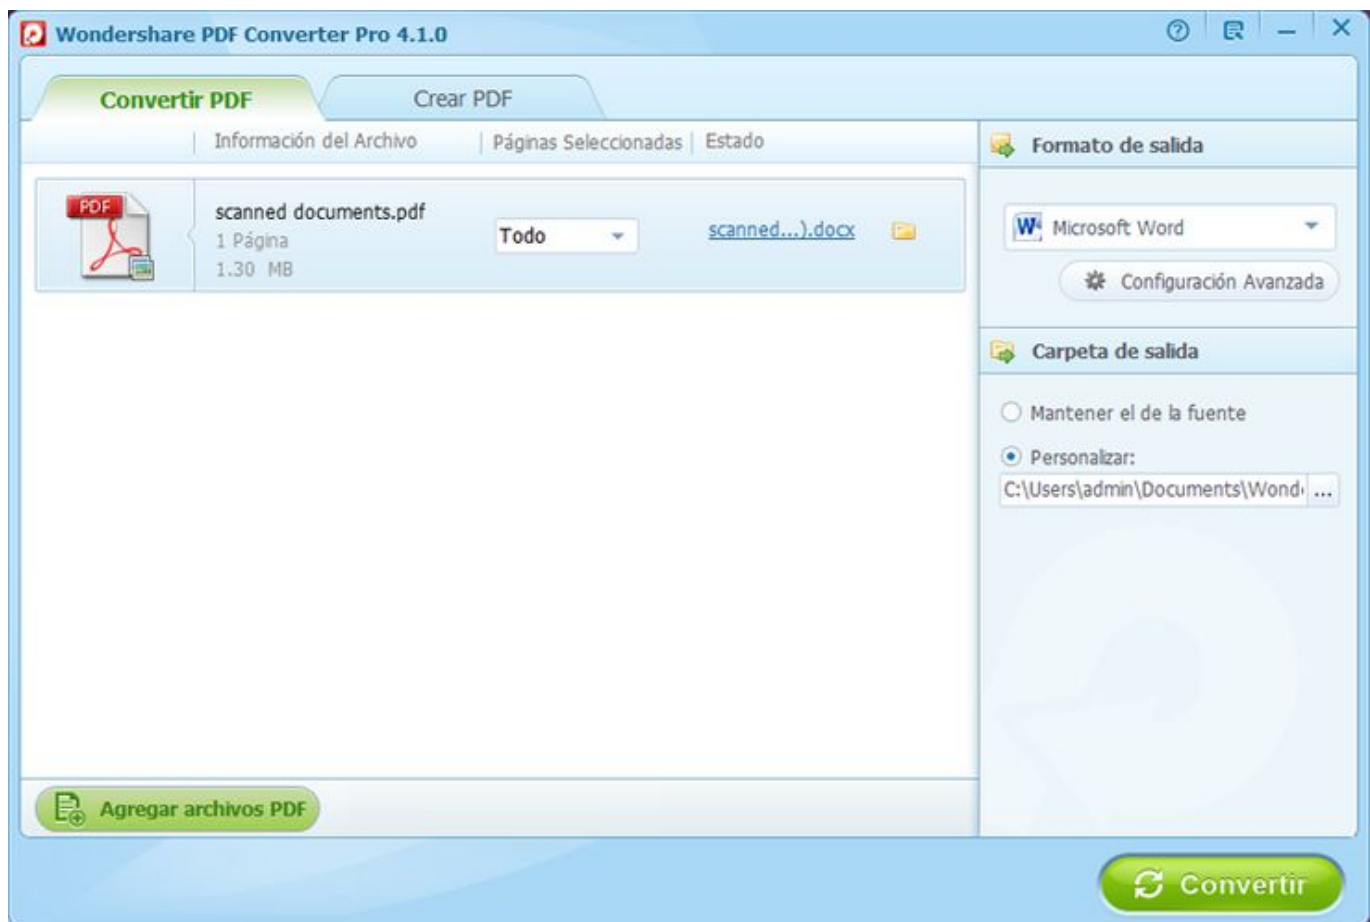 Wondershare PDF Converter Pro 4.1.0
Convertir PDF
Crear PDF
Información del Archivo
Páginas Seleccionadas
Estado
PDF
scanned documents.pdf
1 Página
1.30 MB
Todo
scanned...).docx
Formato de salida
W
Microsoft Word
Configuración Avanzada
Carpeta de salida
Mantener el de la fuente
Personalizar:
C:\Users\admin\Documents\Wond
...
Agregar archivos PDF
Convertir